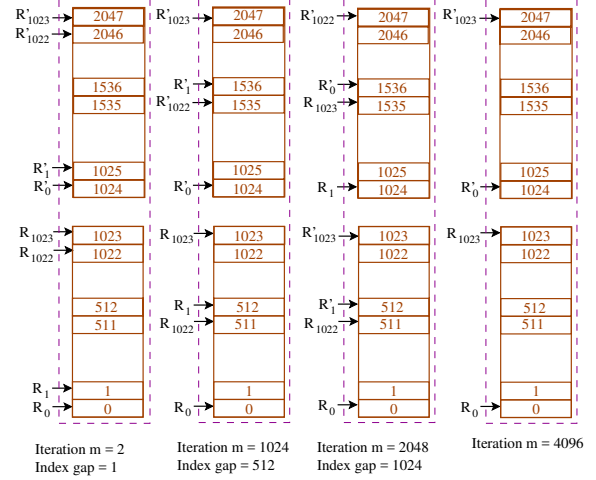 R'1023 2047
R'1022 2046
1536
1535
R'1 1025
R'0 1024
R1023 1023
R1022 1022
512
511
R1 1
R0 0
Iteration m = 2
Index gap = 1
R'1023 2047
2046
R'1 1536
R'1022 1535
1025
R'0 1024
R1023 1023
1022
R1 512
R1022 511
1
R0 0
Iteration m = 1024
Index gap = 512
R'1022 2047
2046
R'0 1536
R1023 1535
1025
R1 1024
R'1023 1023
1022
R'1 512
R1022 511
1
R0 0
Iteration m = 2048
Index gap = 1024
R'1023 2047
2046
1536
1535
1025
R'0 1024
R1023 1023
1022
512
511
1
R0 0
Iteration m = 4096